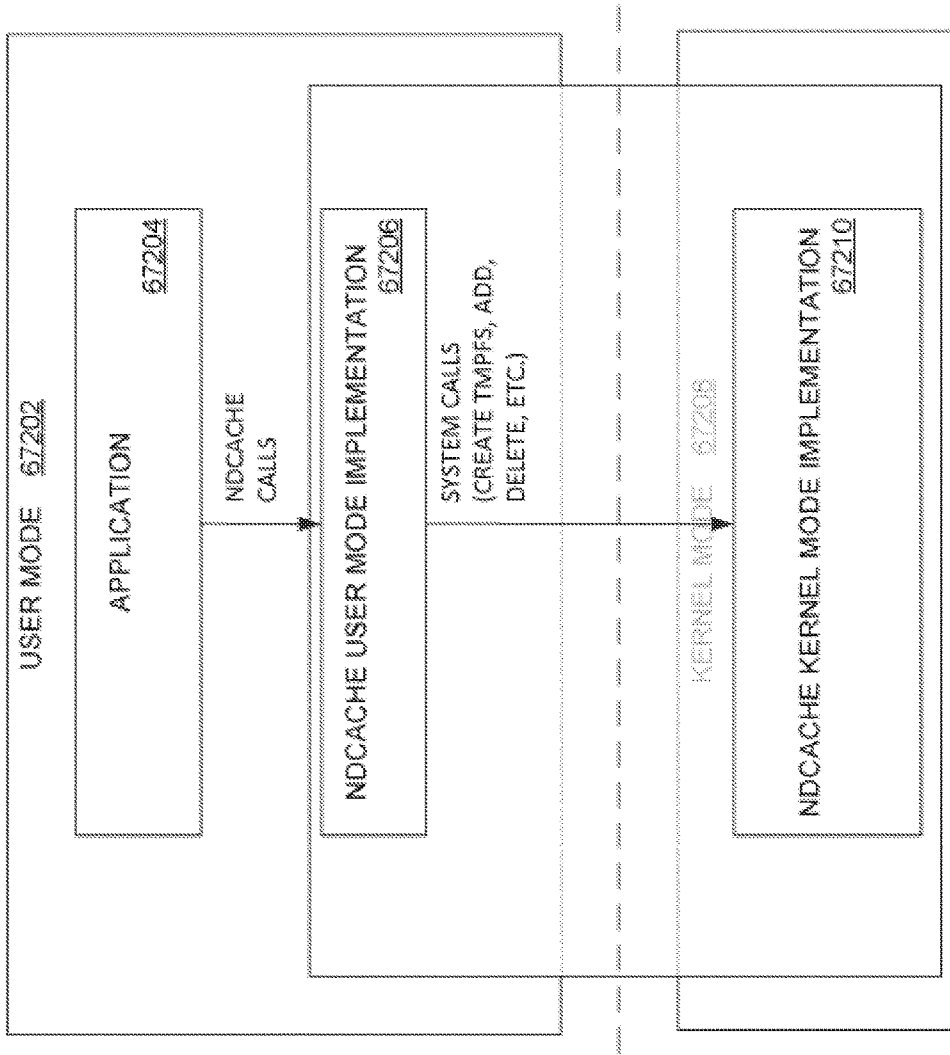 USER MODE 67202
APPLICATION
67204
NDCACHE
CALLS
NDCACHE USER MODE IMPLEMENTATION
67206
SYSTEM CALLS
(CREATE TMPFS, ADD,
DELETE, ETC.)
KERNEL MODE 67208
NDCACHE KERNEL MODE IMPLEMENTATION
67210